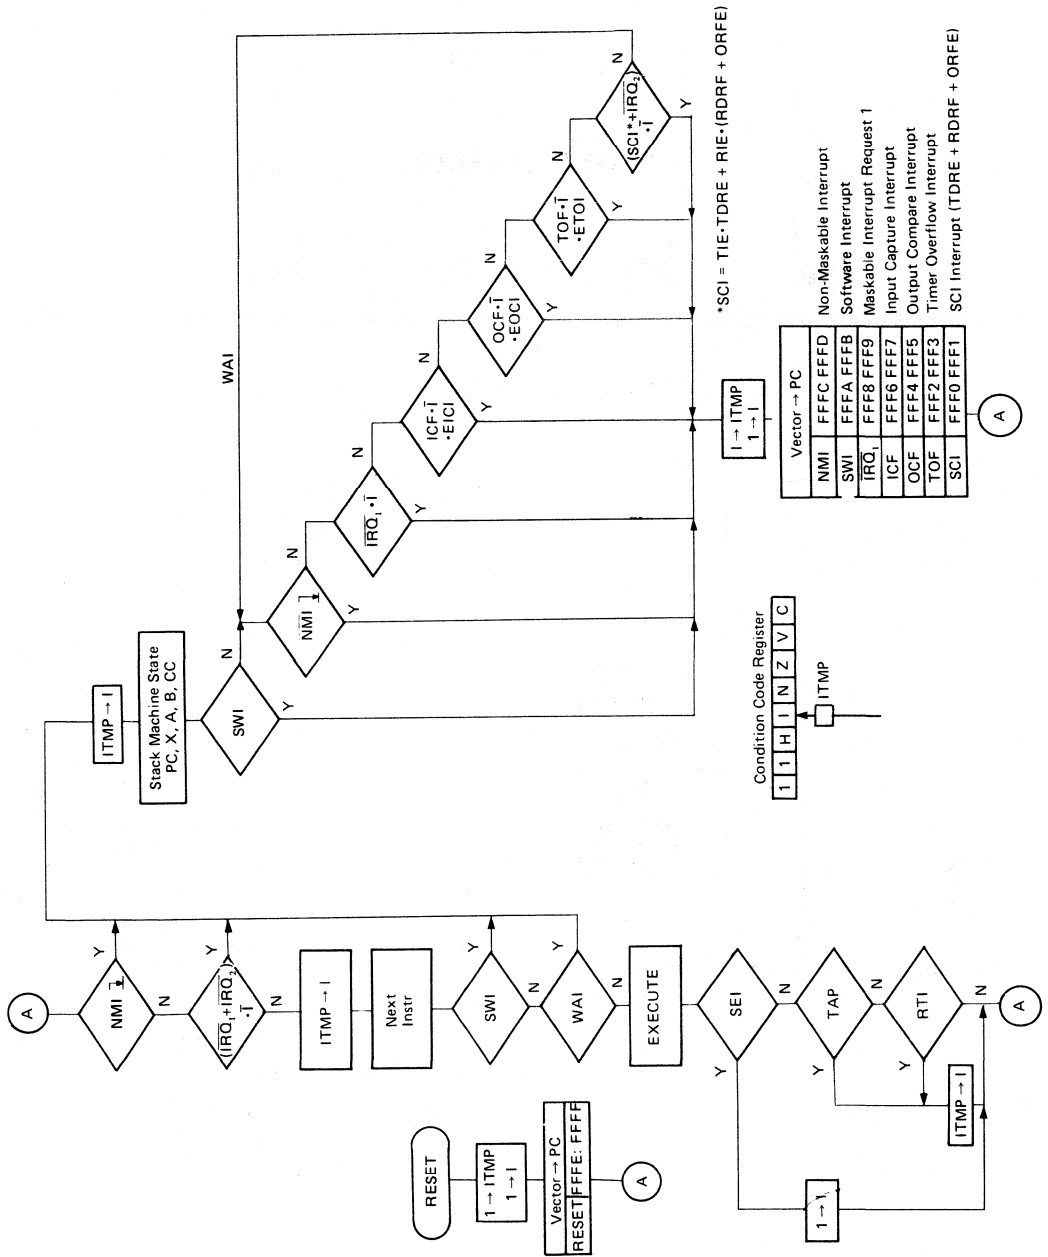 A
NMI
Y
N
(IRQ1+IRQ2)
•I
Y
N
ITMP → I
Next
Instr
SWI
Y
N
WAI
Y
N
EXECUTE
SEI
Y
N
TAP
Y
N
RTI
Y
N
ITMP → I
1 → I
A
RESET
1 → ITMP
1 → I
Vector → PC
RESET FFFE: FFFF
A
ITMP → I
Stack Machine State
PC, X, A, B, CC
SWI
N
Y
WAI
NMI
N
Y
IRQ1•I
N
Y
ICF•I
•EICI
N
Y
OCF•I
•EOCI
N
Y
TOF•I
•ETOI
N
Y
(SCI*+IRQ2)
•I
N
Y
*SCI = TIE•TDRE + RIE•(RDRF + ORFE)
I → ITMP
1 → I
Vector → PC
NMI FFFC FFFD Non-Maskable Interrupt
SWI FFFA FFFB Software Interrupt
IRQ1 FFF8 FFF9 Maskable Interrupt Request 1
ICF FFF6 FFF7 Input Capture Interrupt
OCF FFF4 FFF5 Output Compare Interrupt
TOF FFF2 FFF3 Timer Overflow Interrupt
SCI FFF0 FFF1 SCI Interrupt (TDRE + RDRF + ORFE)
A
Condition Code Register
1 1 H I N Z V C
ITMP